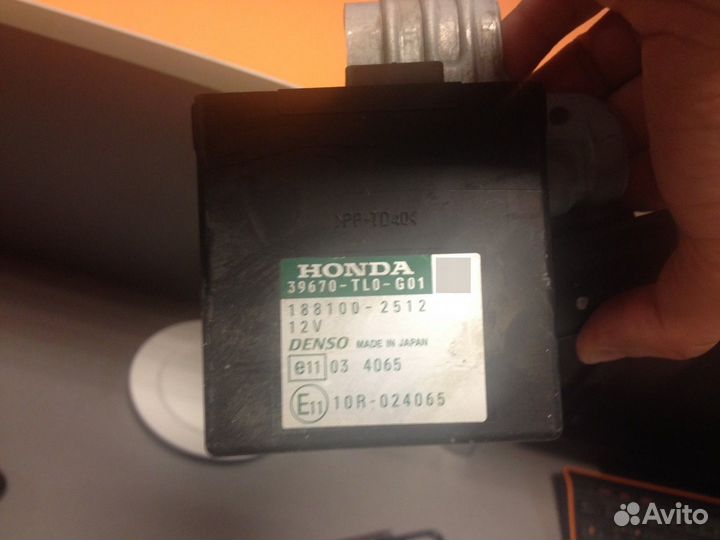 >PP-TD40<
HONDA
39670-TL0-G01
188100-2512
12V
DENSO MADE IN JAPAN
e11 03 4065
E11 10R-024065
Avito